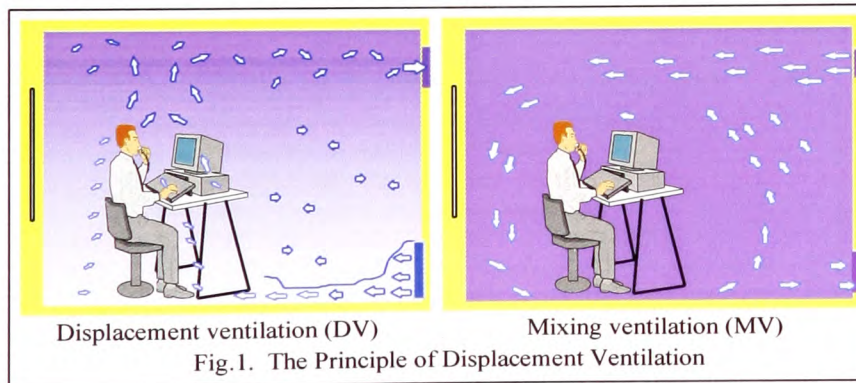 Displacement ventilation (DV)
Mixing ventilation (MV)
Fig.1. The Principle of Displacement Ventilation